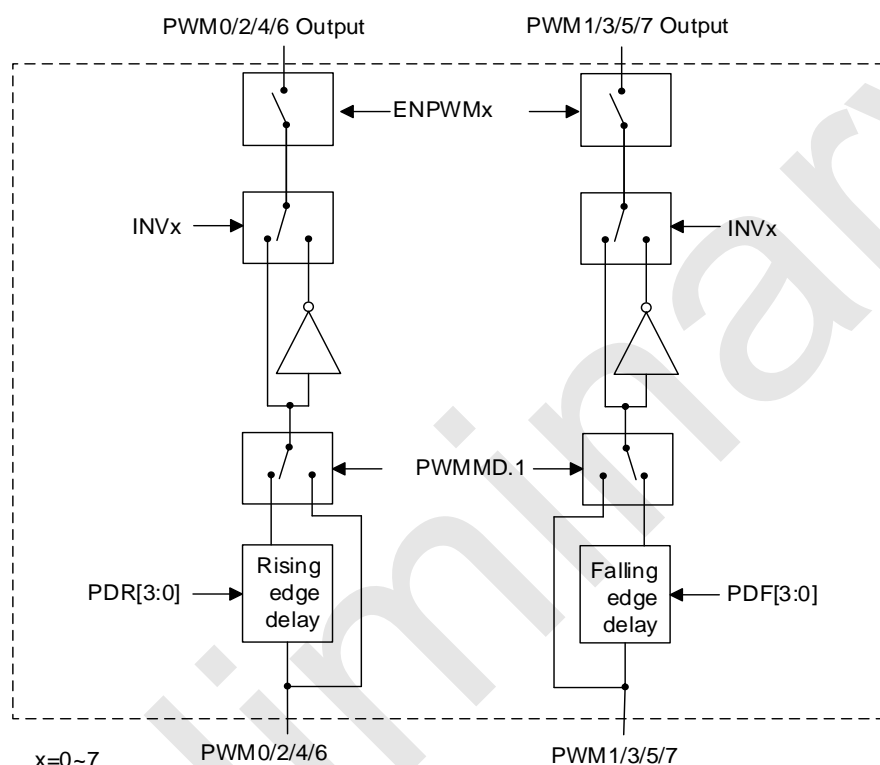 PWM0/2/4/6 Output
PWM1/3/5/7 Output
ENPWMx
INVx
INVx
PWMMD.1
PDR[3:0]
Rising
edge
delay
Falling
edge
delay
PDF[3:0]
PWM0/2/4/6
PWM1/3/5/7
x=0~7